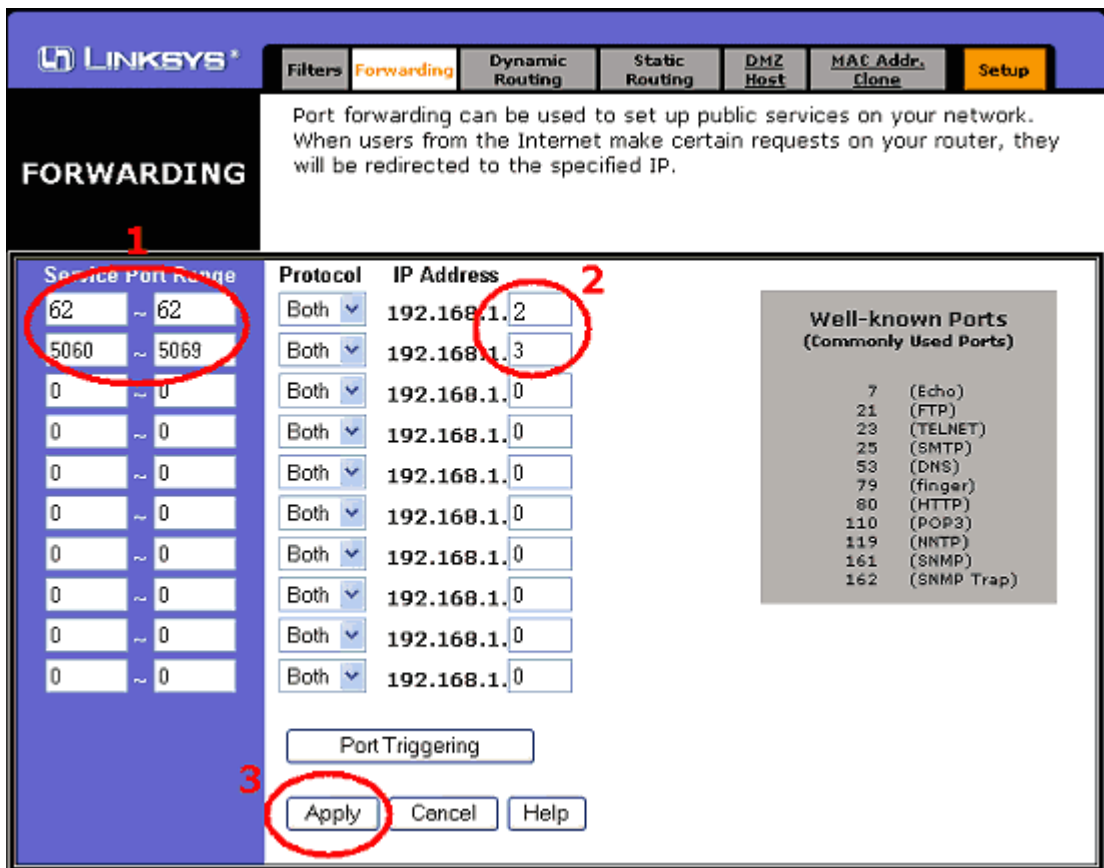 LINKSYS®
Filters Forwarding Dynamic Routing Static Routing DMZ Host MAC Addr. Clone Setup
FORWARDING
Port forwarding can be used to set up public services on your network.
When users from the Internet make certain requests on your router, they
will be redirected to the specified IP.
1
Service Port Range Protocol IP Address 2
62 ~ 62 Both 192.168.1. 2
5060 ~ 5069 Both 192.168.1. 3
0 ~ 0 Both 192.168.1. 0
0 ~ 0 Both 192.168.1. 0
0 ~ 0 Both 192.168.1. 0
0 ~ 0 Both 192.168.1. 0
0 ~ 0 Both 192.168.1. 0
0 ~ 0 Both 192.168.1. 0
0 ~ 0 Both 192.168.1. 0
0 ~ 0 Both 192.168.1. 0
Well-known Ports
(Commonly Used Ports)
7 (Echo)
21 (FTP)
23 (TELNET)
25 (SMTP)
53 (DNS)
79 (finger)
80 (HTTP)
110 (POP3)
119 (NNTP)
161 (SNMP)
162 (SNMP Trap)
Port Triggering
3
Apply Cancel Help